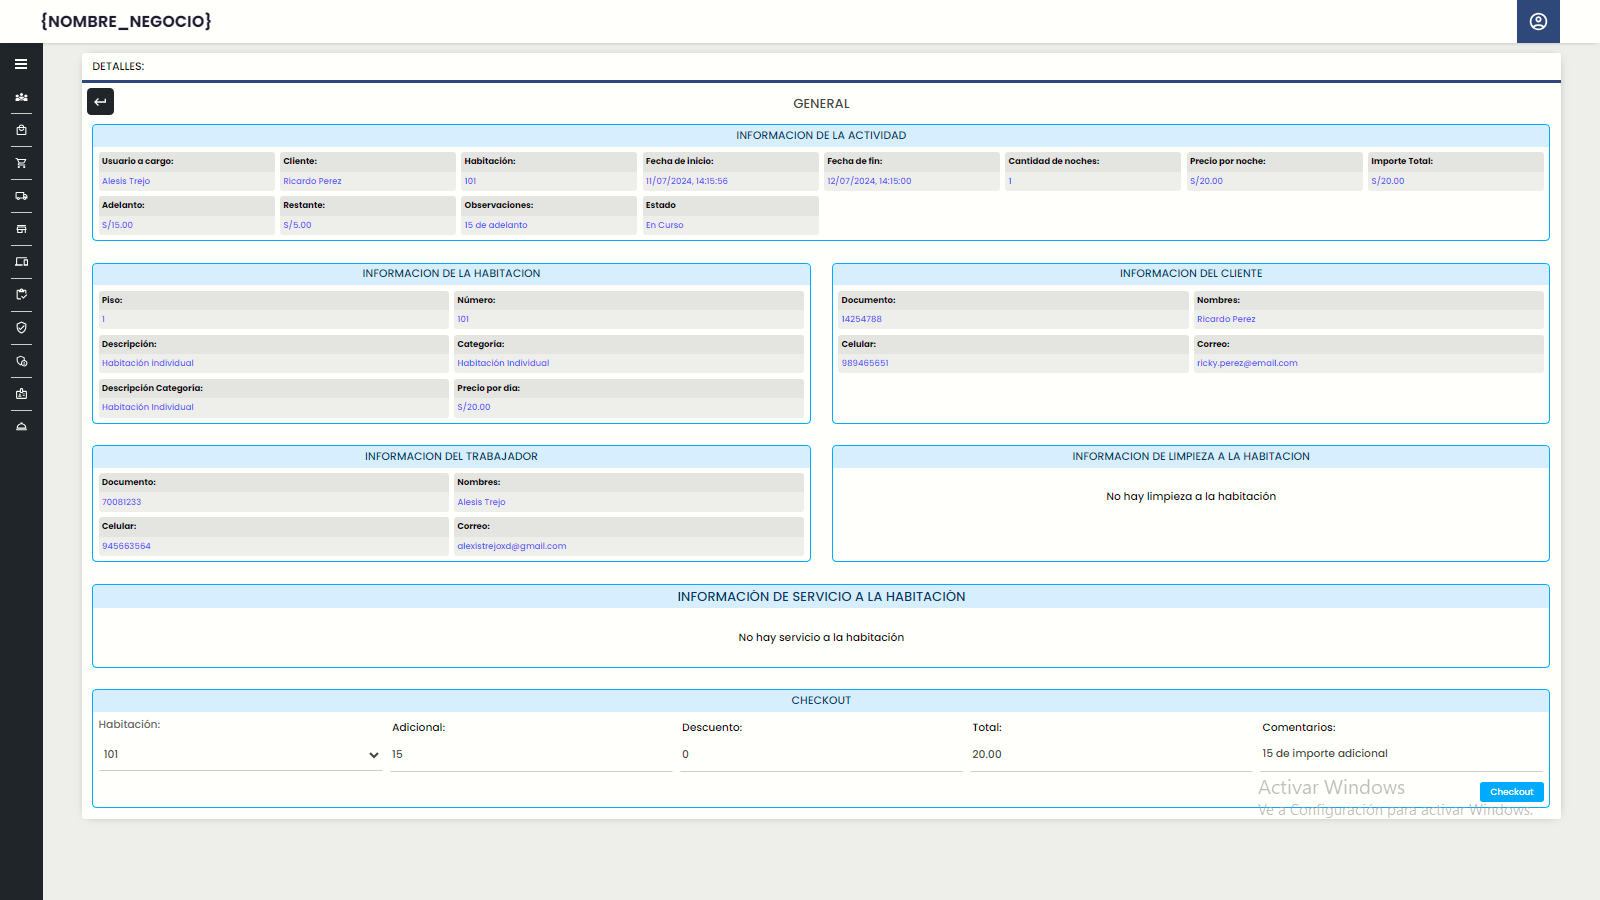 {NOMBRE_NEGOCIO}
DETALLES:
GENERAL
INFORMACION DE LA ACTIVIDAD
Usuario a cargo: Cliente: Habitación: Fecha de inicio: Fecha de fin: Cantidad de noches: Precio por noche: Importe Total:
Alesis Trejo Ricardo Perez 101 11/07/2024, 14:15:56 12/07/2024, 14:15:00 1 S/20.00 S/20.00
Adelanto: Restante: Observaciones: Estado
S/15.00 S/5.00 15 de adelanto En Curso
INFORMACION DE LA HABITACION
Piso: Número:
1 101
Descripción: Categoría:
Habitación individual Habitación Individual
Descripción Categoría: Precio por día:
Habitación Individual S/20.00
INFORMACION DEL CLIENTE
Documento: Nombres:
14254788 Ricardo Perez
Celular: Correo:
989465651 ricky.perez@email.com
INFORMACION DEL TRABAJADOR
Documento: Nombres:
70081233 Alesis Trejo
Celular: Correo:
945663564 alexistrejoxd@gmail.com
INFORMACION DE LIMPIEZA A LA HABITACION
No hay limpieza a la habitación
INFORMACIÓN DE SERVICIO A LA HABITACIÓN
No hay servicio a la habitación
CHECKOUT
Habitación: Adicional: Descuento: Total: Comentarios:
101 15 0 20.00 15 de importe adicional
Activar Windows
Checkout
Ve a Configuración para activar Windows.